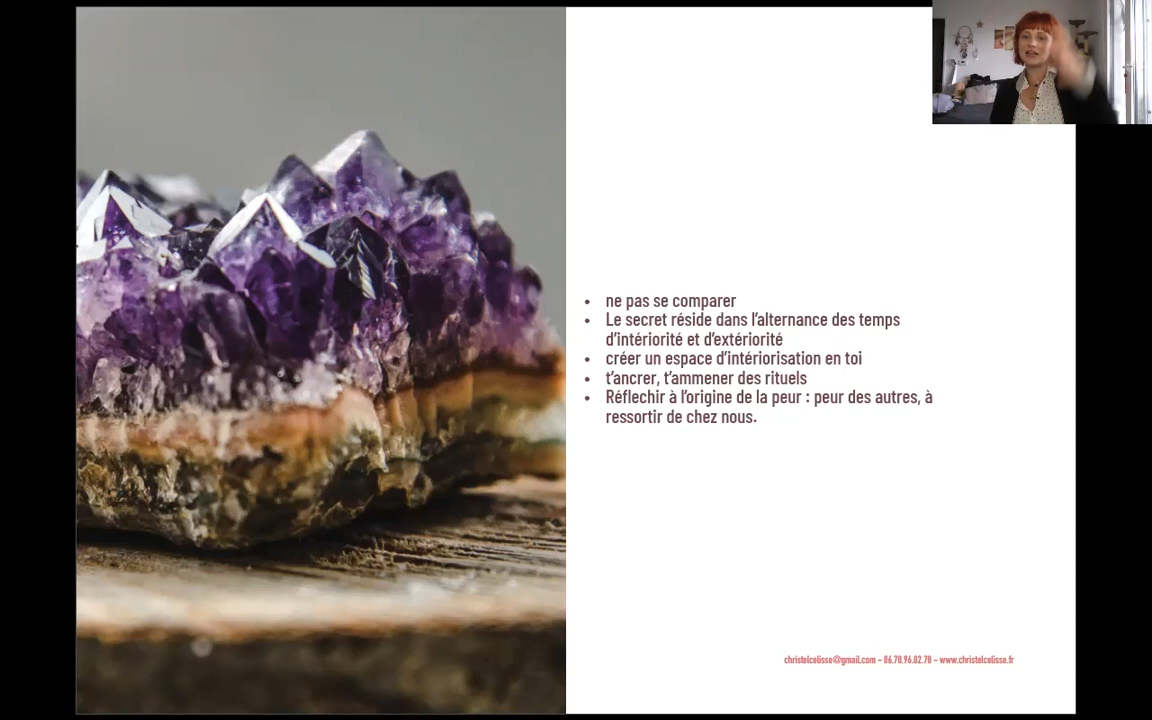 • ne pas se comparer
• Le secret réside dans l'alternance des temps
d'intériorité et d'extériorité
• créer un espace d'intériorisation en toi
• t'ancrer, t'ammener des rituels
• Réflechir à l'origine de la peur : peur des autres, à
ressortir de chez nous.
christelcelisse@gmail.com - 06.70.96.02.70 - www.christelcelisse.fr